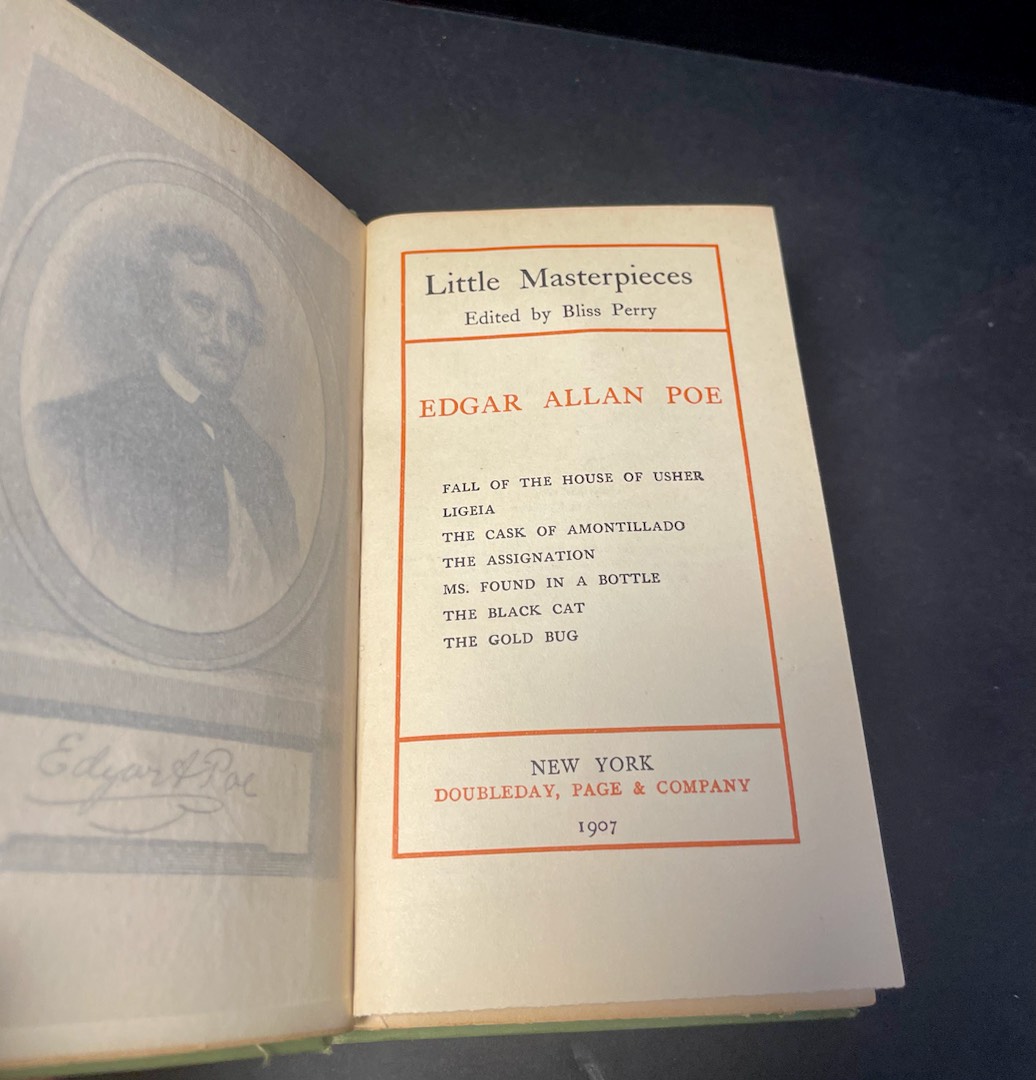 Edgar A Poe
Little Masterpieces
Edited by Bliss Perry
EDGAR ALLAN POE
FALL OF THE HOUSE OF USHER
LIGEIA
THE CASK OF AMONTILLADO
THE ASSIGNATION
MS. FOUND IN A BOTTLE
THE BLACK CAT
THE GOLD BUG
NEW YORK
DOUBLEDAY, PAGE & COMPANY
1907